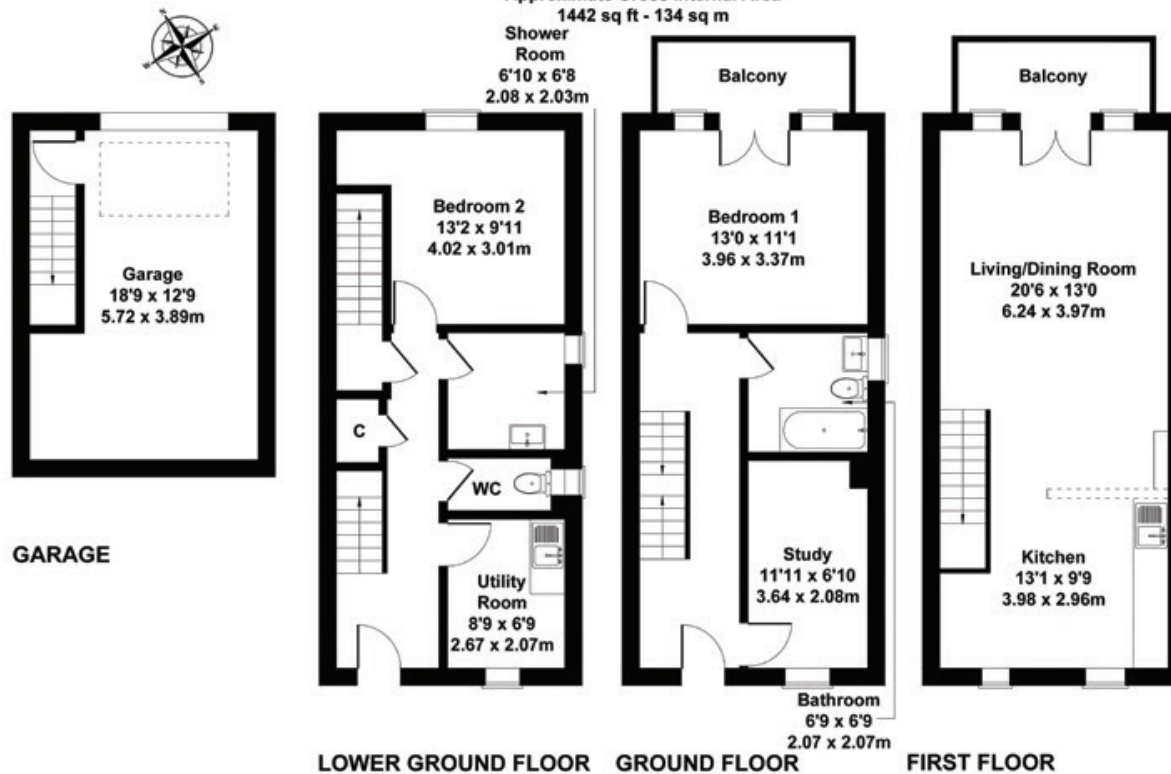 Approximate Gross Internal Area
1442 sq ft - 134 sq m
Shower
Room
6'10 x 6'8
2.08 x 2.03m
Balcony
Balcony
Bedroom 2
13'2 x 9'11
4.02 x 3.01m
Bedroom 1
13'0 x 11'1
3.96 x 3.37m
Garage
18'9 x 12'9
5.72 x 3.89m
Living/Dining Room
20'6 x 13'0
6.24 x 3.97m
C
WC
GARAGE
Utility
Room
8'9 x 6'9
2.67 x 2.07m
Study
11'11 x 6'10
3.64 x 2.08m
Kitchen
13'1 x 9'9
3.98 x 2.96m
Bathroom
6'9 x 6'9
2.07 x 2.07m
LOWER GROUND FLOOR
GROUND FLOOR
FIRST FLOOR